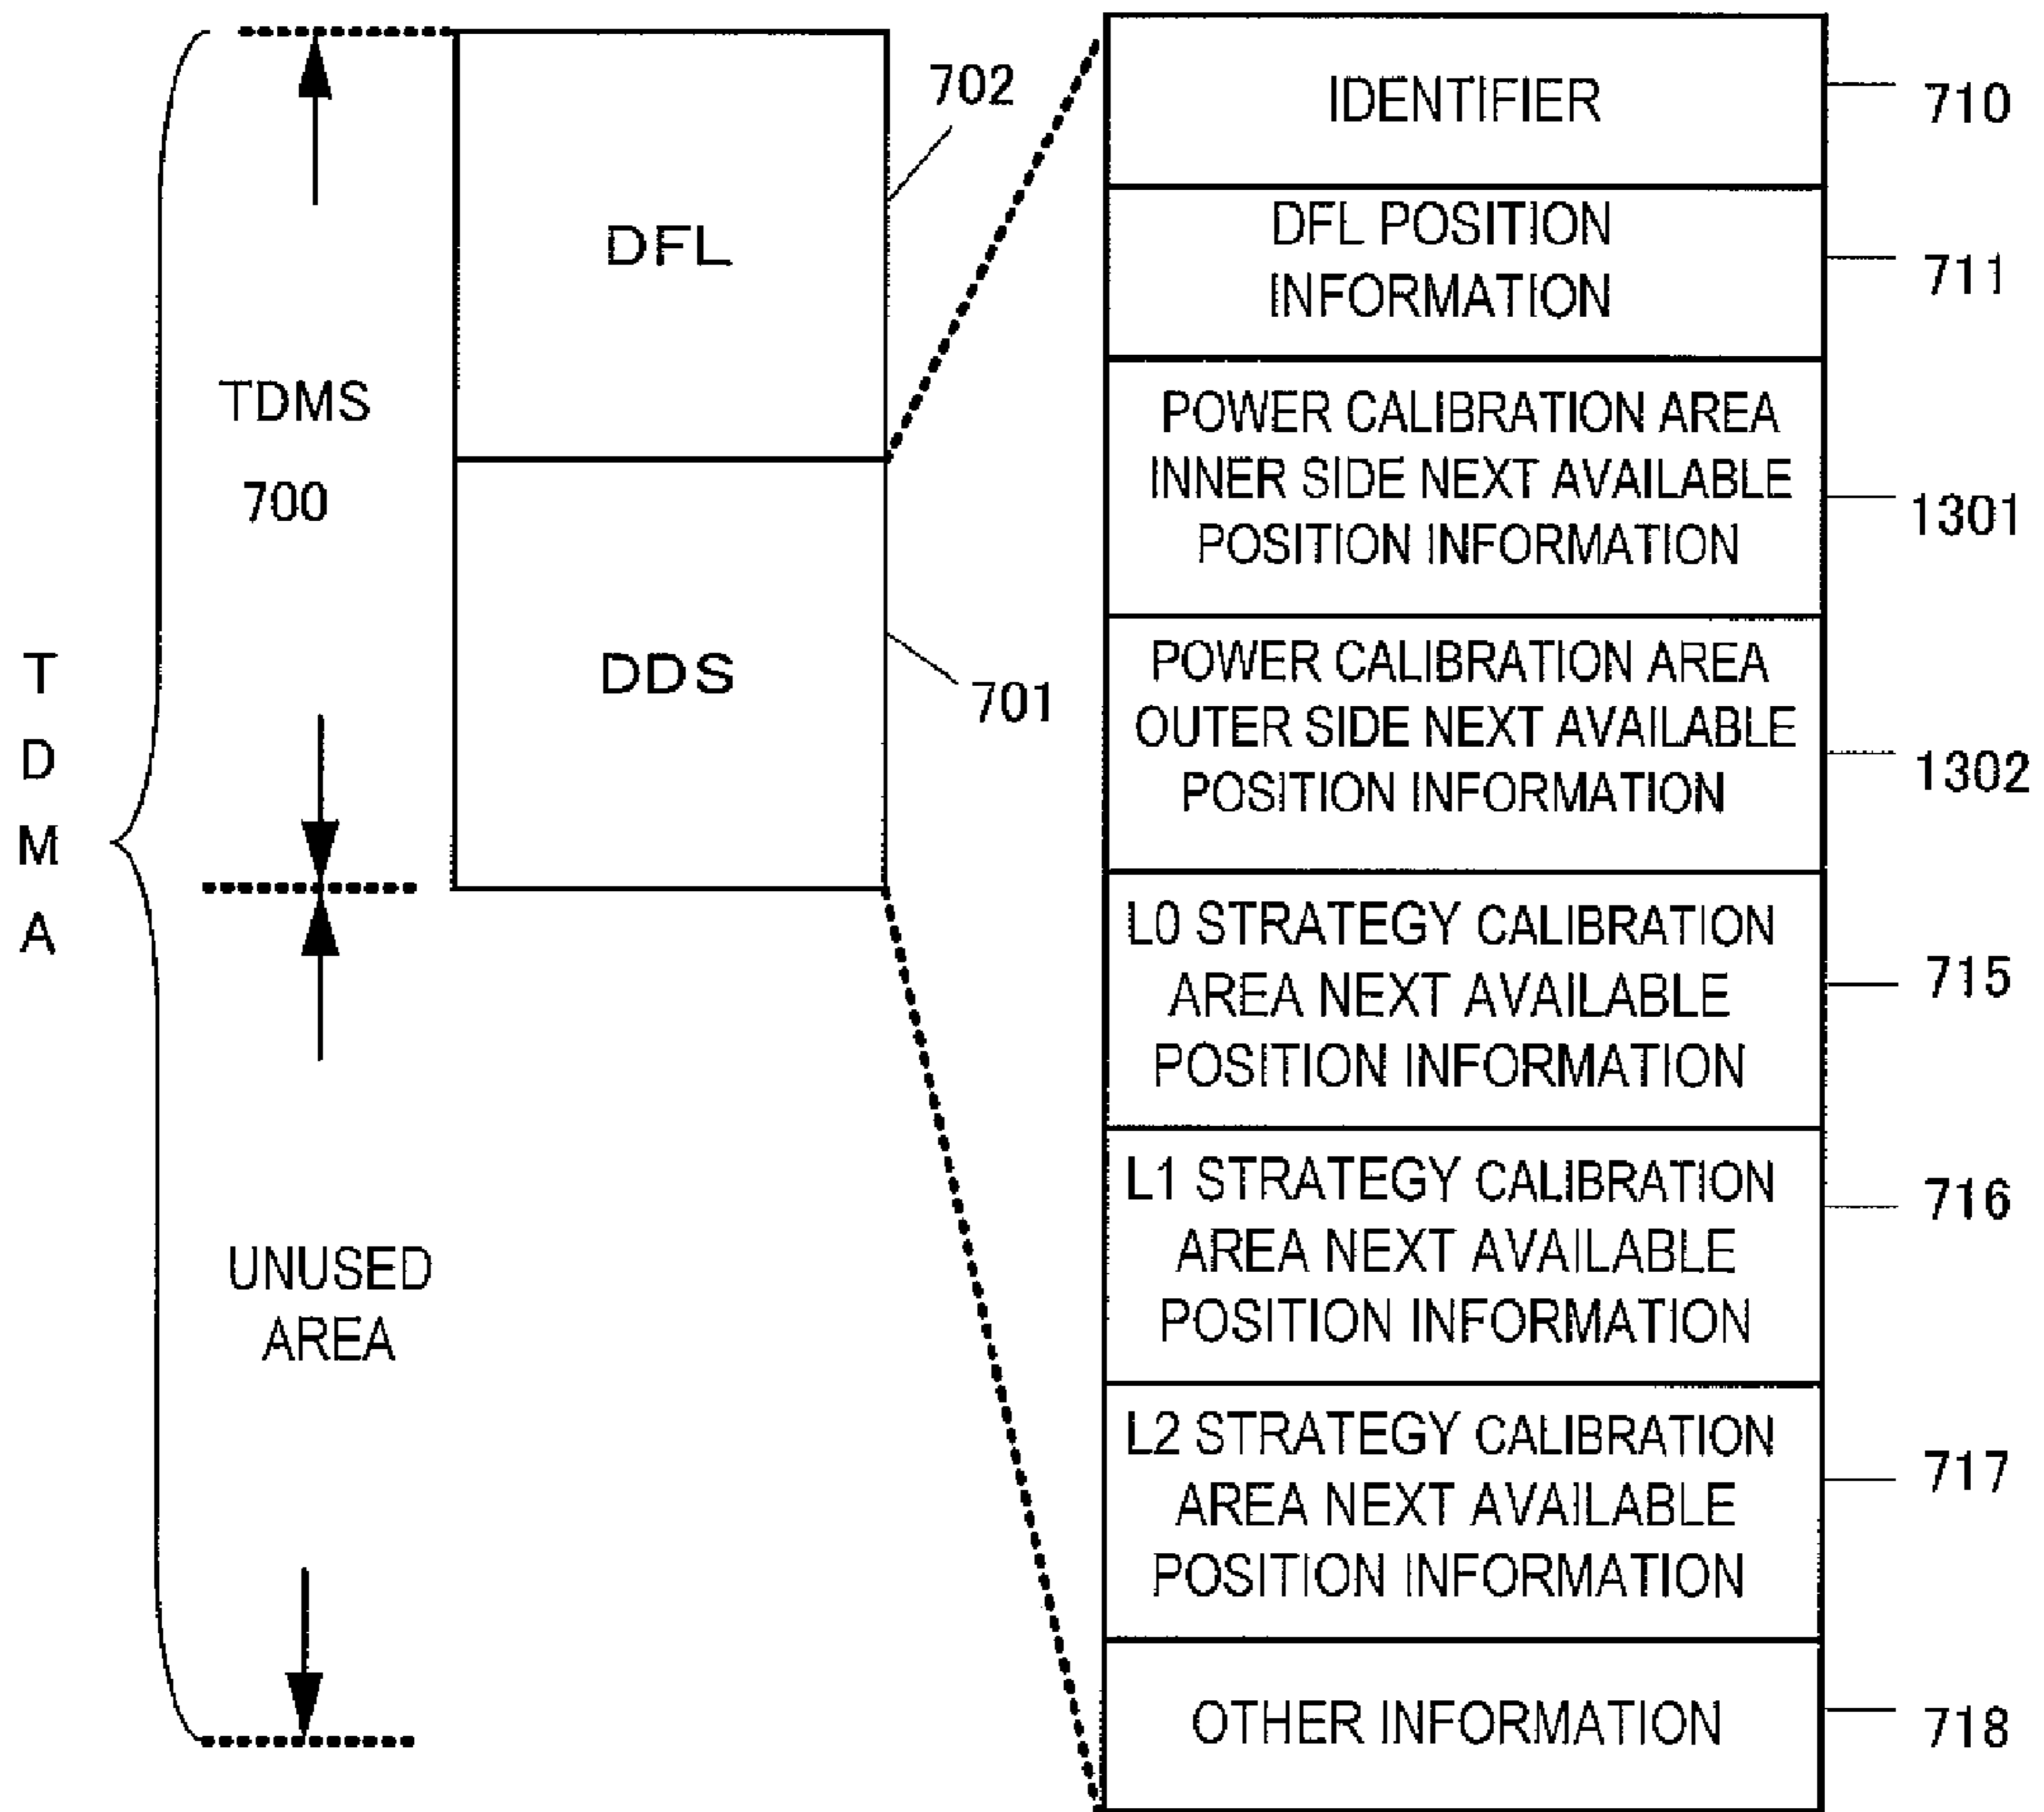 T
D
M
A
TDMS
700
UNUSED
AREA
DFL
702
DDS
701
IDENTIFIER
710
DFL POSITION
INFORMATION
711
POWER CALIBRATION AREA
INNER SIDE NEXT AVAILABLE
POSITION INFORMATION
1301
POWER CALIBRATION AREA
OUTER SIDE NEXT AVAILABLE
POSITION INFORMATION
1302
L0 STRATEGY CALIBRATION
AREA NEXT AVAILABLE
POSITION INFORMATION
715
L1 STRATEGY CALIBRATION
AREA NEXT AVAILABLE
POSITION INFORMATION
716
L2 STRATEGY CALIBRATION
AREA NEXT AVAILABLE
POSITION INFORMATION
717
OTHER INFORMATION
718